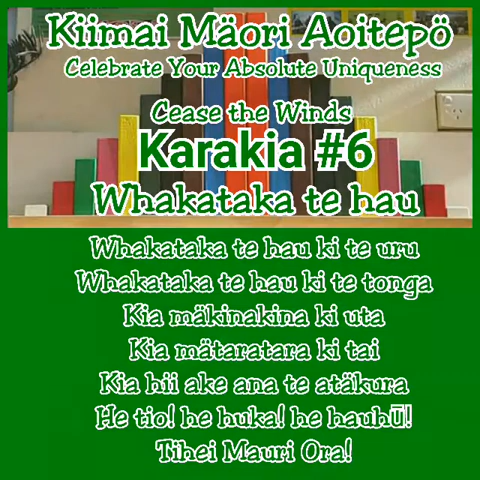 Kiimai Mäori Aoitepö
Celebrate Your Absolute Uniqueness
Cease the Winds
Karakia #6
Whakataka te hau
Whakataka te hau ki te uru
Whakataka te hau ki te tonga
Kia mäkinakina ki uta
Kia mätaratara ki tai
Kia hii ake ana te atäkura
He tio! he huka! he hauhū!
Tihei Mauri Ora!